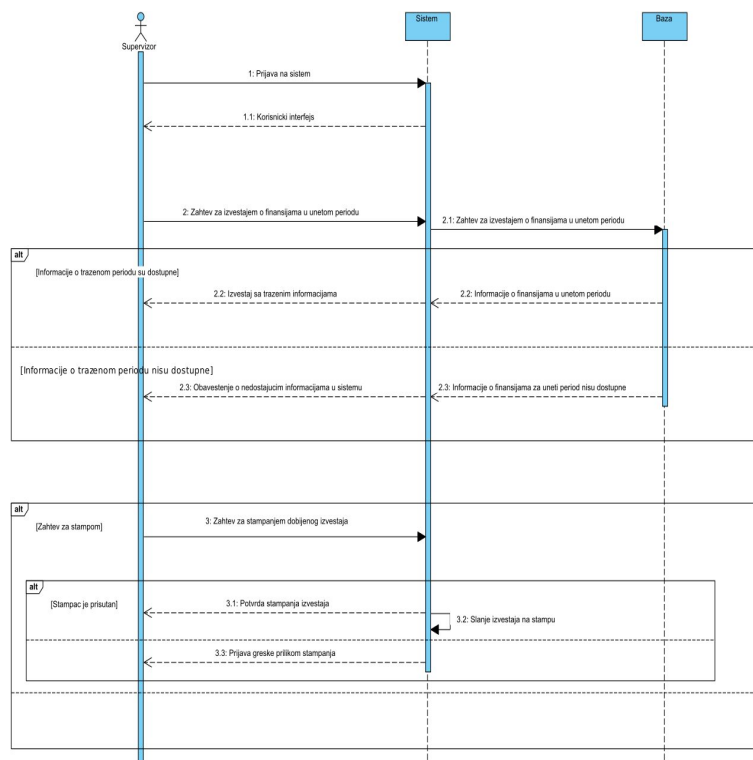 Supervizor
Sistem
Baza
1: Prijava na sistem
1.1: Korisnicki interfejs
2: Zahtev za izvestajem o finansijama u unetom periodu
2.1: Zahtev za izvestajem o finansijama u unetom periodu
alt
[Informacije o trazenom periodu su dostupne]
2.2: Izvestaj sa trazenim informacijama
2.2: Informacije o finansijama u unetom periodu
[Informacije o trazenom periodu nisu dostupne]
2.3: Obavestenje o nedostajucim informacijama u sistemu
2.3: Informacije o finansijama za uneti period nisu dostupne
alt
[Zahtev za stampom]
3: Zahtev za stampanjem dobijenog izvestaja
alt
[Stampac je prisutan]
3.1: Potvrda stampanja izvestaja
3.2: Slanje izvestaja na stampu
3.3: Prijava greske prilikom stampanja